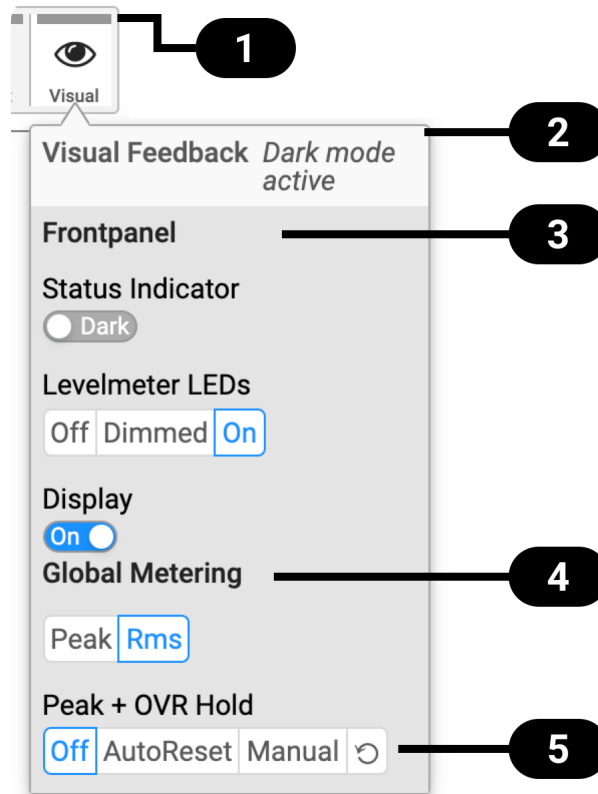 1
Visual
2
Visual Feedback Dark mode
active
Frontpanel
3
Status Indicator
Dark
Levelmeter LEDs
Off Dimmed On
Display
On
Global Metering
4
Peak Rms
Peak + OVR Hold
Off AutoReset Manual
5